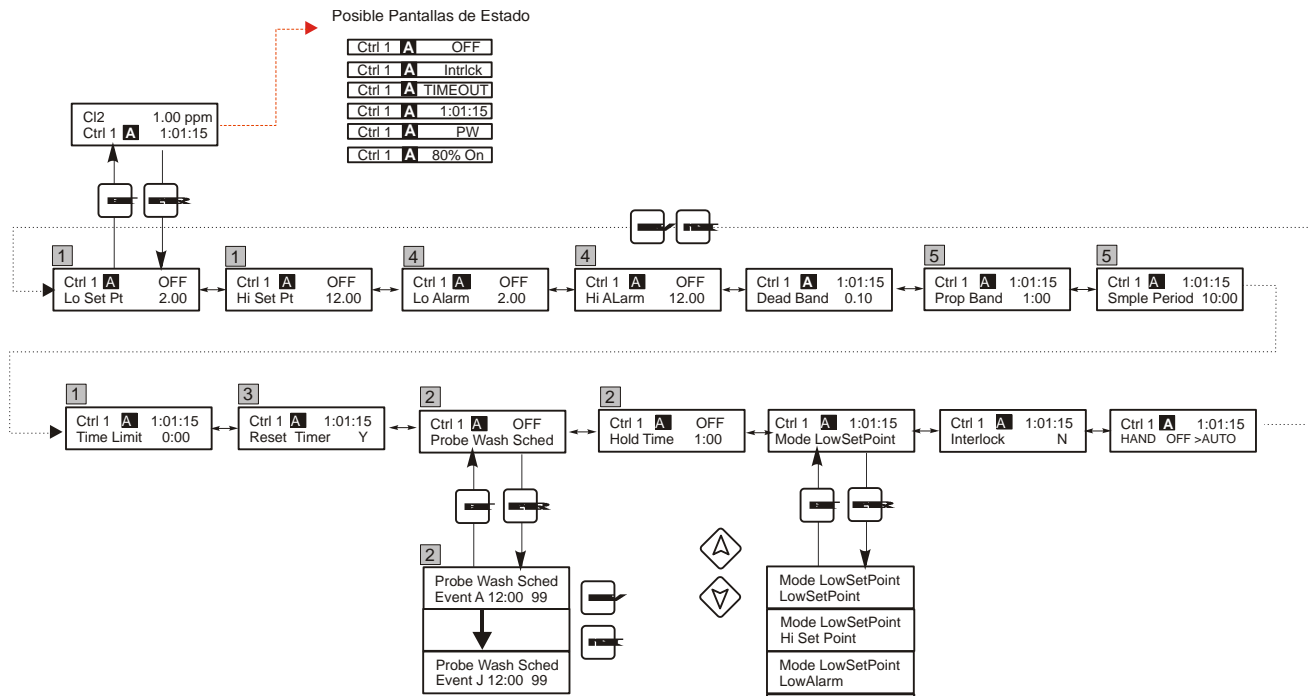 Posible Pantallas de Estado
Ctrl 1 A OFF
Ctrl 1 A Intrlck
Ctrl 1 A TIMEOUT
Ctrl 1 A 1:01:15
Ctrl 1 A PW
Ctrl 1 A 80% On
Cl2 1.00 ppm
Ctrl 1 A 1:01:15
1
Ctrl 1 A OFF
Lo Set Pt 2.00
1
Ctrl 1 A OFF
Hi Set Pt 12.00
4
Ctrl 1 A OFF
Lo Alarm 2.00
4
Ctrl 1 A OFF
Hi ALarm 12.00
Ctrl 1 A 1:01:15
Dead Band 0.10
5
Ctrl 1 A 1:01:15
Prop Band 1:00
5
Ctrl 1 A 1:01:15
Smple Period 10:00
1
Ctrl 1 A 1:01:15
Time Limit 0:00
3
Ctrl 1 A 1:01:15
Reset Timer Y
2
Ctrl 1 A OFF
Probe Wash Sched
2
Ctrl 1 A OFF
Hold Time 1:00
Ctrl 1 A 1:01:15
Mode LowSetPoint
Ctrl 1 A 1:01:15
Interlock N
Ctrl 1 A 1:01:15
HAND OFF >AUTO
2
Probe Wash Sched
Event A 12:00 99
Probe Wash Sched
Event J 12:00 99
Mode LowSetPoint
LowSetPoint
Mode LowSetPoint
Hi Set Point
Mode LowSetPoint
LowAlarm